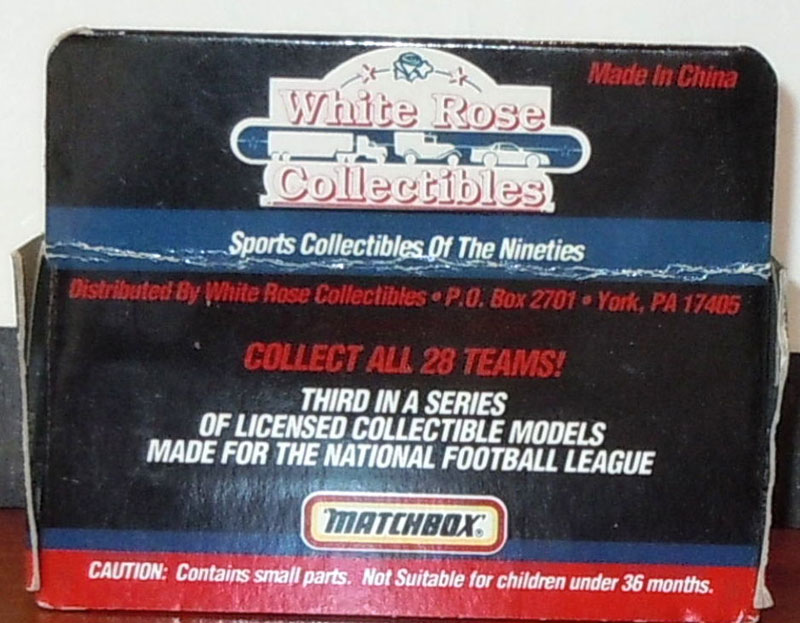 Made In China
White Rose
Collectibles
Sports Collectibles Of The Nineties
Distributed By White Rose Collectibles • P.O. Box 2701 • York, PA 17405
COLLECT ALL 28 TEAMS!
THIRD IN A SERIES
OF LICENSED COLLECTIBLE MODELS
MADE FOR THE NATIONAL FOOTBALL LEAGUE
"MATCHBOX"®
CAUTION: Contains small parts. Not Suitable for children under 36 months.